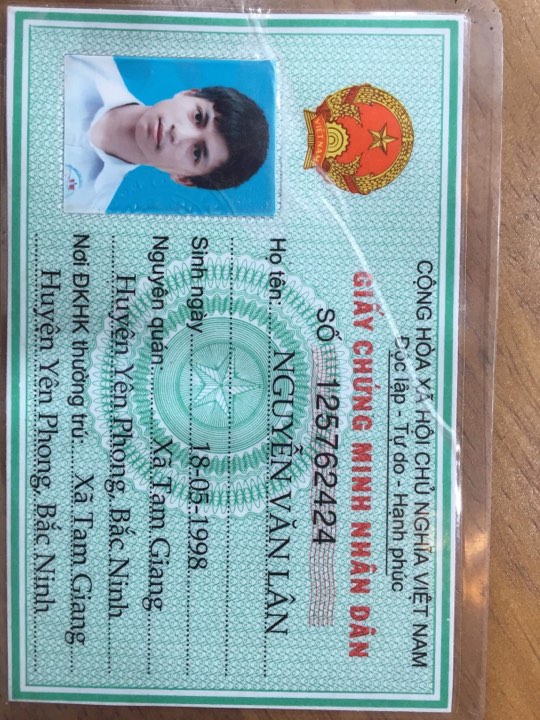 CỘNG HÒA XÃ HỘI CHỦ NGHĨA VIỆT NAM
Độc lập - Tự do - Hạnh phúc
GIẤY CHỨNG MINH NHÂN DÂN
SỐ 125762424
Họ tên: NGUYỄN VĂN LÂN
Sinh ngày 18-05-1998
Nguyên quán: Xã Tam Giang
Huyện Yên Phong, Bắc Ninh
Nơi ĐKHK thường trú: Xã Tam Giang
Huyện Yên Phong, Bắc Ninh
VIỆT NAM